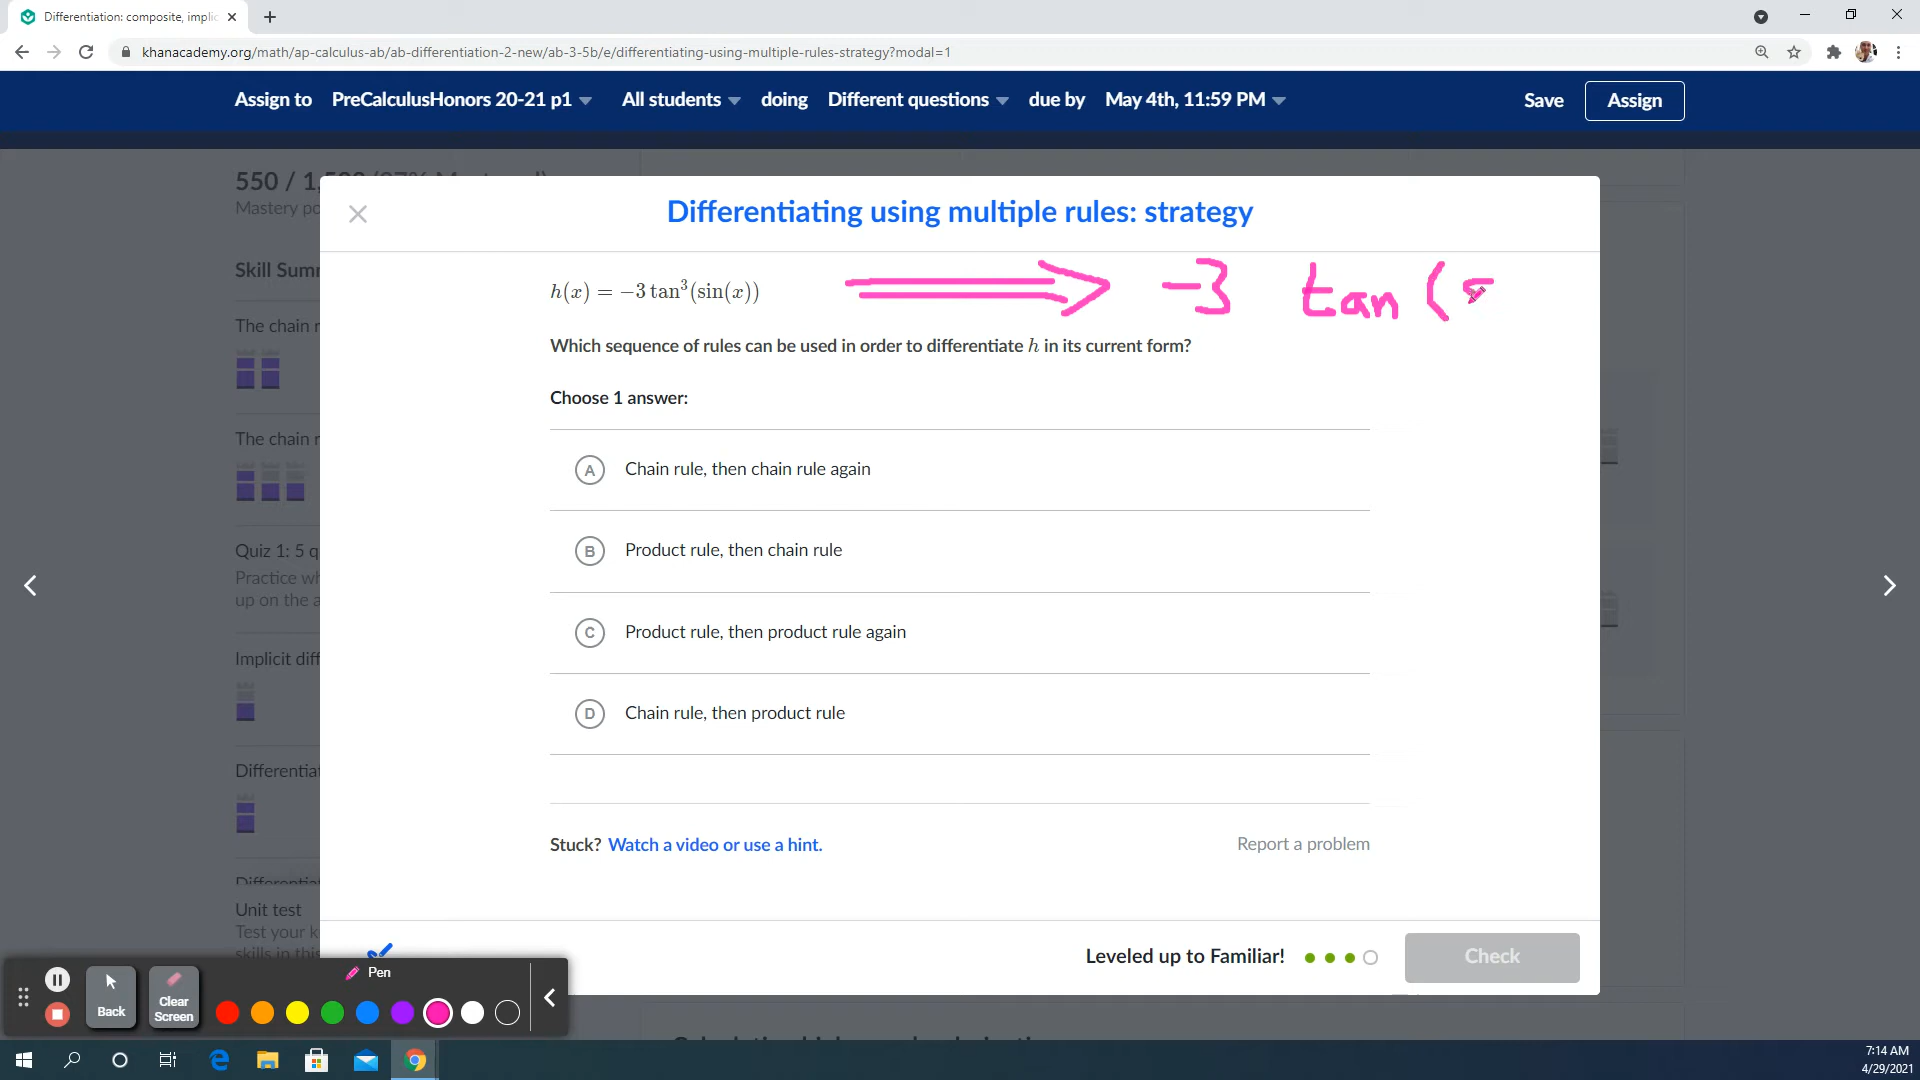 Differentiation: composite, implic
khanacademy.org/math/ap-calculus-ab/ab-differentiation-2-new/ab-3-5b/e/differentiating-using-multiple-rules-strategy?modal=1
Assign to PreCalculusHonors 20-21 p1 All students doing Different questions due by May 4th, 11:59 PM Save Assign
550 / 1,
Mastery po
Skill Summ
The chain r
The chain r
Quiz 1: 5 q
Practice wh
up on the a
Implicit diff
Differentiat
Differentiat
Unit test
Test your k
skills in this
Differentiating using multiple rules: strategy
h(x) = −3 tan³(sin(x))
-3 tan (s
Which sequence of rules can be used in order to differentiate h in its current form?
Choose 1 answer:
A Chain rule, then chain rule again
B Product rule, then chain rule
C Product rule, then product rule again
D Chain rule, then product rule
Stuck? Watch a video or use a hint.
Report a problem
Leveled up to Familiar!
Check
Pen
Back
Clear
Screen
7:14 AM
4/29/2021